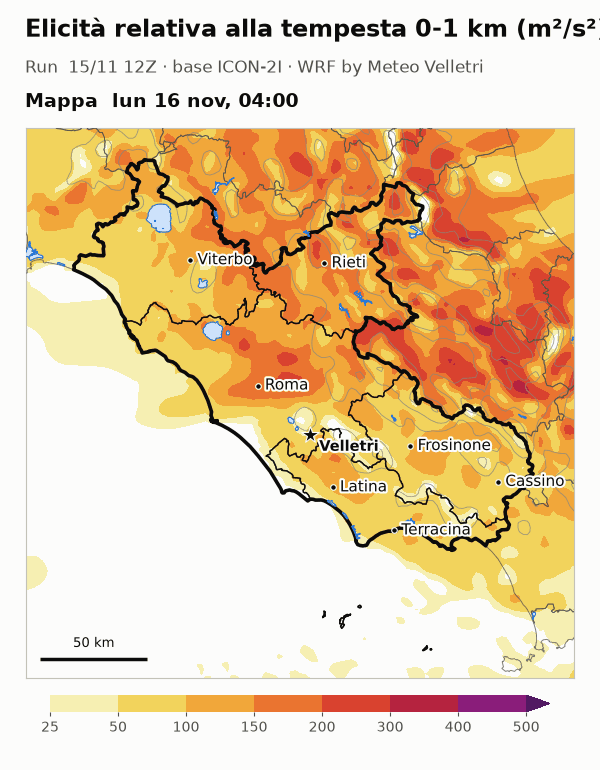 Elicità relativa alla tempesta 0-1 km (m²/s²)
Run 15/11 12Z · base ICON-2I · WRF by Meteo Velletri
Mappa lun 16 nov, 04:00
Viterbo
Rieti
Roma
Velletri
Frosinone
Latina
Cassino
Terracina
50 km
25 50 100 150 200 300 400 500